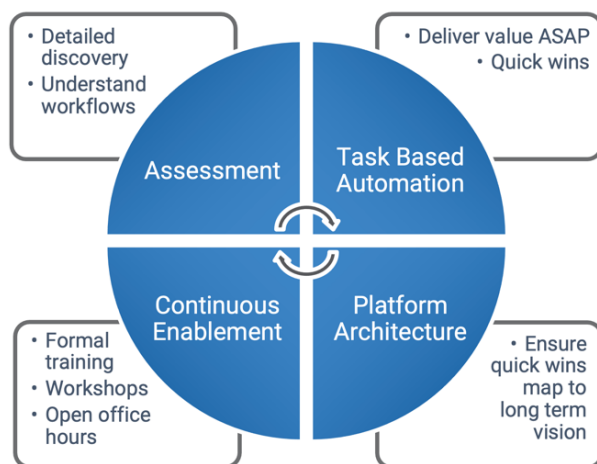 • Detailed
discovery
• Understand
workflows
• Deliver value ASAP
• Quick wins
Assessment
Task Based
Automation
Continuous
Enablement
Platform
Architecture
• Formal
training
• Workshops
• Open office
hours
• Ensure
quick wins
map to
long term
vision